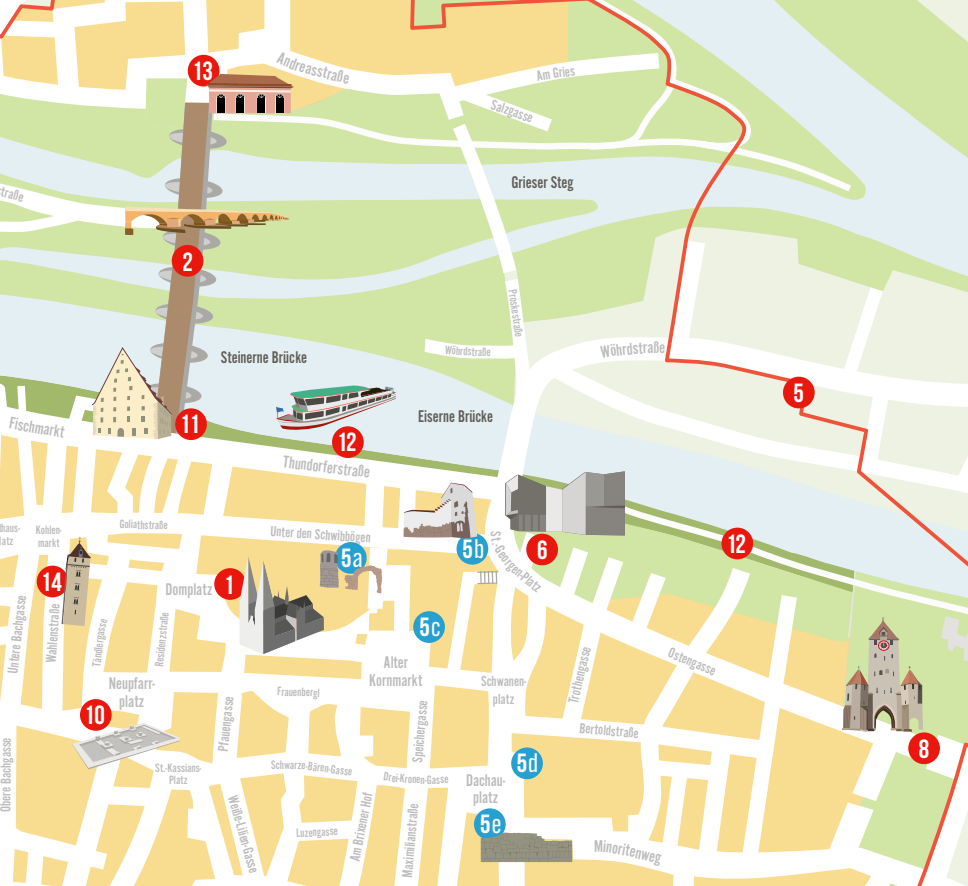 13
Andreasstraße
Am Gries
Salzgasse
Grieser Steg
straße
2
Proskestraße
Steinerne Brücke
Wöhrdstraße
Wöhrdstraße
5
Eiserne Brücke
11
12
Fischmarkt
Thundorferstraße
Goliathstraße
Kohlen-
markt
haus-
latz
Unter den Schwibbögen
5a
5b
St.-Georgen-Platz
6
12
14
Domplatz
1
5c
Untere Bachgasse
Wahlenstraße
Tändlergasse
Residenzstraße
Alter
Kornmarkt
Schwanen-
platz
Trothengasse
Ostengasse
Neupfarr-
platz
Frauenbergl
10
Pfauengasse
Speichergasse
Bertoldstraße
8
Obere Bachgasse
St.-Kassians-
Platz
Schwarze-Bären-Gasse
Drei-Kronen-Gasse
Dachau-
platz
5d
Weiße-Lilien-Gasse
Luzengasse
Am Brixener Hof
Maximilianstraße
5e
Minoritenweg